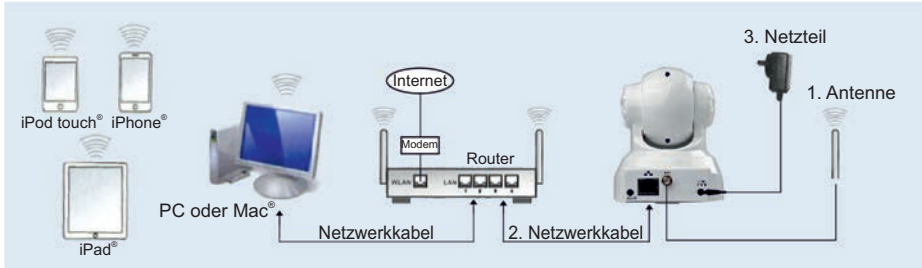 3. Netzteil
1. Antenne
Internet
iPod touch® iPhone®
Modem
Router
WLAN
LAN
1 2 3 4
PC oder Mac®
Netzwerkkabel
2. Netzwerkkabel
iPad®